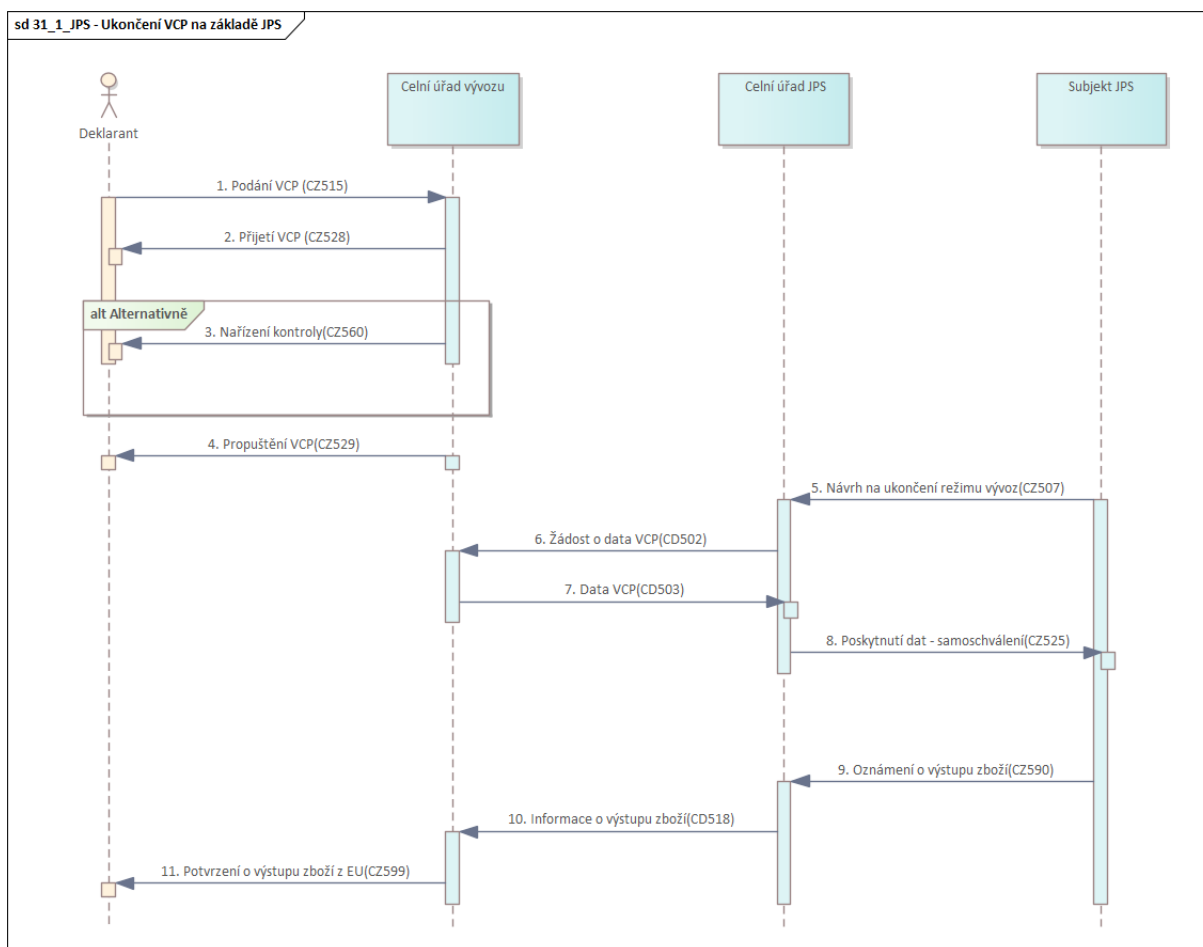 sd 31_1_JPS - Ukončení VCP na základě JPS
Celní úřad vývozu
Celní úřad JPS
Subjekt JPS
Deklarant
1. Podání VCP (CZ515)
2. Přijetí VCP (CZ528)
alt Alternativně
3. Nařízení kontroly(CZ560)
4. Propuštění VCP(CZ529)
5. Návrh na ukončení režimu vývoz(CZ507)
6. Žádost o data VCP(CD502)
7. Data VCP(CD503)
8. Poskytnutí dat - samoschválení(CZ525)
9. Oznámení o výstupu zboží(CZ590)
10. Informace o výstupu zboží(CD518)
11. Potvrzení o výstupu zboží z EU(CZ599)